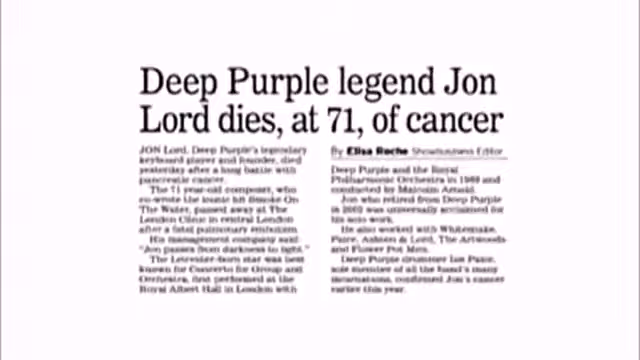 Deep Purple legend Jon
Lord dies, at 71, of cancer
JON Lord, Deep Purple's legendary
keyboard player and founder, died
yesterday after a long battle with
pancreatic cancer.
The 71 year-old composer, who
co-wrote the iconic hit Smoke On
The Water, passed away at The
London Clinic in central London
after a fatal pulmonary embolism.
His management company said:
"Jon passes from darkness to light."
The Leicester-born star was best
known for Concerto for Group and
Orchestra, first performed at the
Royal Albert Hall in London with
By Elisa Roche Showbusiness Editor
Deep Purple and the Royal
Philharmonic Orchestra in 1969 and
conducted by Malcolm Arnold.
Jon who retired from Deep Purple
in 2002 was universally acclaimed for
his solo work.
He also worked with Whitesnake,
Paice, Ashton & Lord, The Artwoods
and Flower Pot Men.
Deep Purple drummer Ian Paice,
sole member of all the band's many
incarnations, confirmed Jon's cancer
earlier this year.